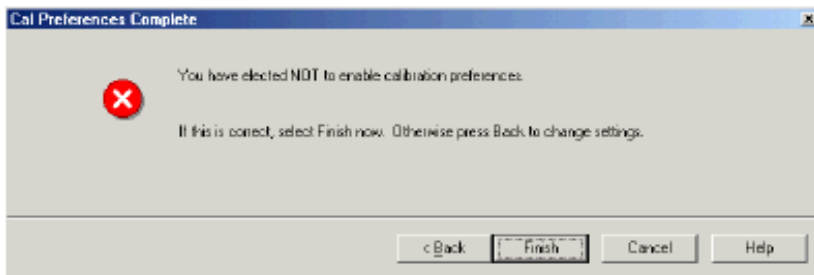 Cal Preferences Complete
You have elected NOT to enable calibration preferences.
If this is correct, select Finish now. Otherwise press Back to change settings.
< Back
Finish
Cancel
Help